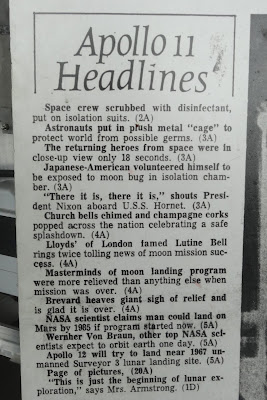 Apollo 11
Headlines
Space crew scrubbed with disinfectant,
put on isolation suits. (2A)
Astronauts put in plush metal "cage" to
protect world from possible germs. (3A)
The returning heroes from space were in
close-up view only 18 seconds. (3A)
Japanese-American volunteered himself to
be exposed to moon bug in isolation cham-
ber. (3A)
"There it is, there it is," shouts Presi-
dent Nixon aboard U.S.S. Hornet. (3A)
Church bells chimed and champagne corks
popped across the nation celebrating a safe
splashdown. (4A)
Lloyds' of London famed Lutine Bell
rings twice tolling news of moon mission suc-
cess. (4A)
Masterminds of moon landing program
were more relieved than anything else when
mission was over. (4A)
Brevard heaves giant sigh of relief and
is glad it is over. (4A)
NASA scientist claims man could land on
Mars by 1985 if program started now. (5A)
Wernher Von Braun, other top NASA sci-
entists expect to orbit earth one day. (5A)
Apollo 12 will try to land near 1967 un-
manned Surveyor 3 lunar landing site. (5A)
Page of pictures, (20A)
"This is just the beginning of lunar ex-
ploration," says Mrs. Armstrong. (1D)